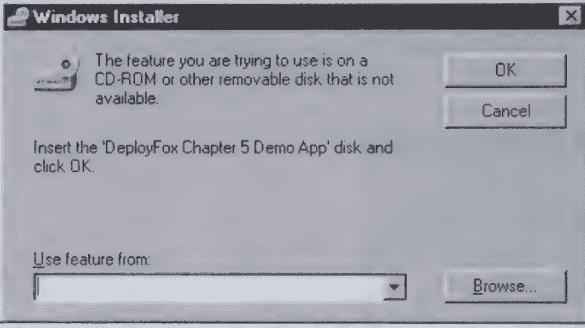 Windows Installer
The feature you are trying to use is on a
CD-ROM or other removable disk that is not
available.
OK
Cancel
Insert the 'DeployFox Chapter 5 Demo App' disk and
click OK.
Use feature from:
Browse...